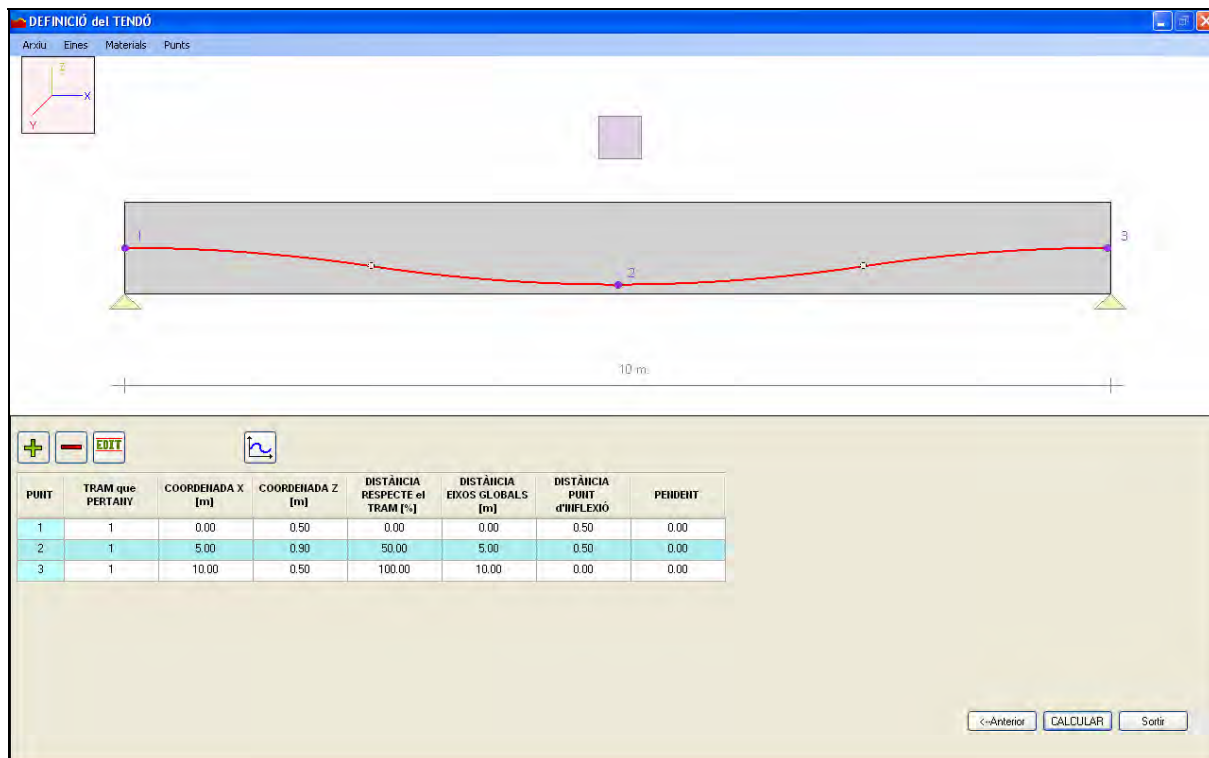 DEFINICIÓ del TENDÓ
Arxiu Eines Materials Punts
Z
X
Y
1
3
2
10 m.
EDIT
PUNT TRAM que PERTANY COORDENADA X [m] COORDENADA Z [m] DISTÀNCIA RESPECTE el TRAM [%] DISTÀNCIA EIXOS GLOBALS [m] DISTÀNCIA PUNT d'INFLEXIÓ PENDENT
1 1 0.00 0.50 0.00 0.00 0.50 0.00
2 1 5.00 0.90 50.00 5.00 0.50 0.00
3 1 10.00 0.50 100.00 10.00 0.00 0.00
<--Anterior CALCULAR Sortir